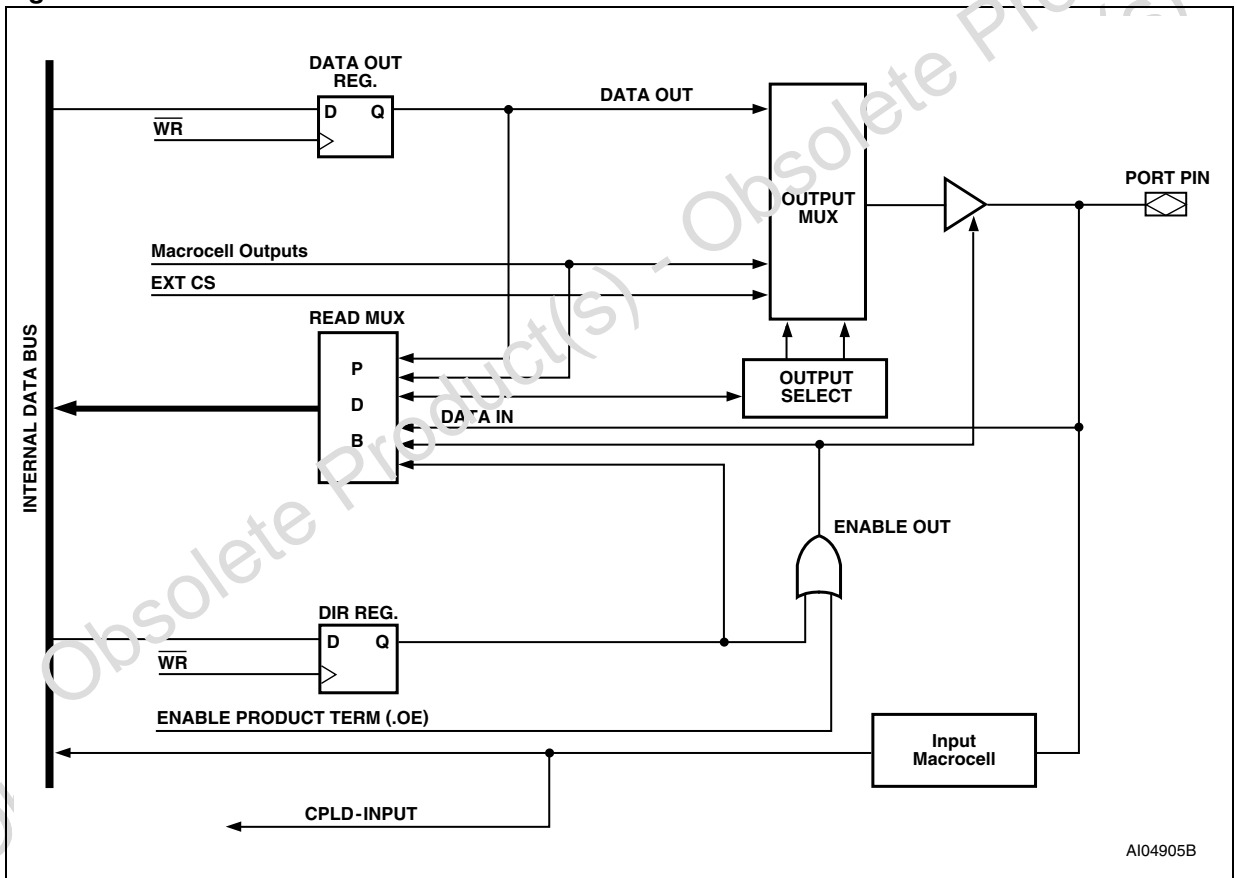 DATA OUT
REG.
D Q
WR
DATA OUT
OUTPUT
MUX
PORT PIN
Macrocell Outputs
EXT CS
READ MUX
P
D
B
OUTPUT
SELECT
DATA IN
INTERNAL DATA BUS
ENABLE OUT
DIR REG.
D Q
WR
ENABLE PRODUCT TERM (.OE)
Input
Macrocell
CPLD-INPUT
AI04905B
Obsolete Product(s) - Obsolete Pro